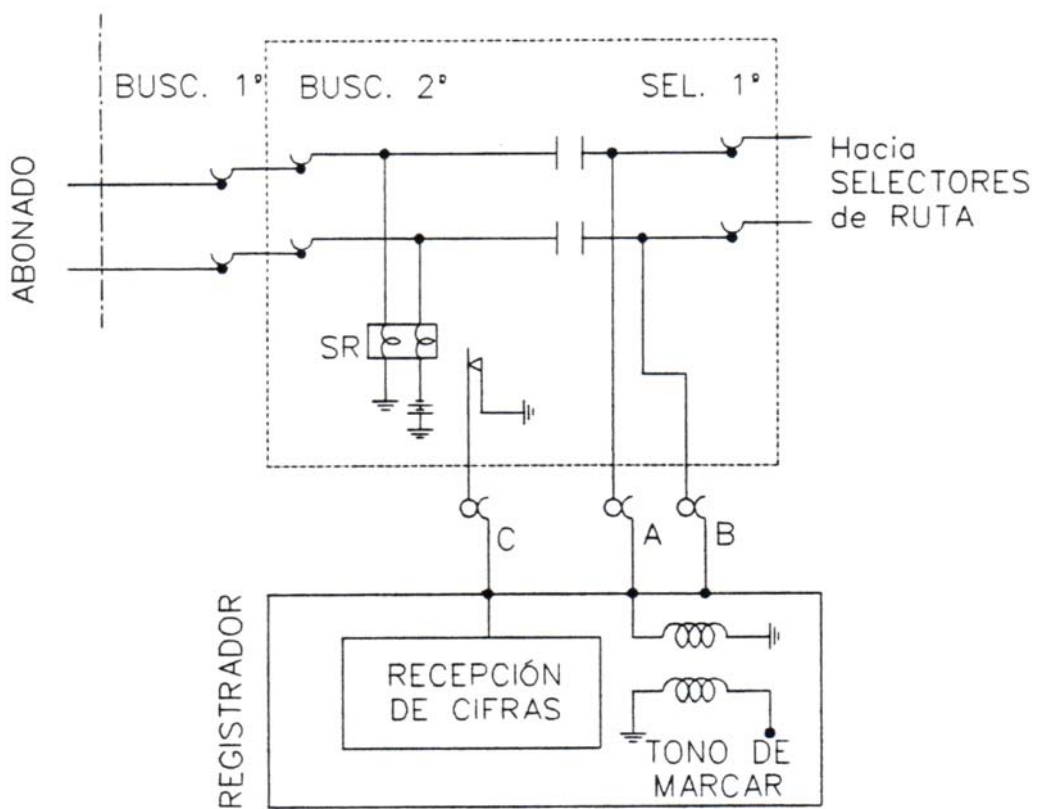 BUSC. 1º
BUSC. 2º
SEL. 1º
ABONADO
Hacia
SELECTORES
de RUTA
SR
C
A
B
REGISTRADOR
RECEPCIÓN
DE CIFRAS
TONO DE
MARCAR